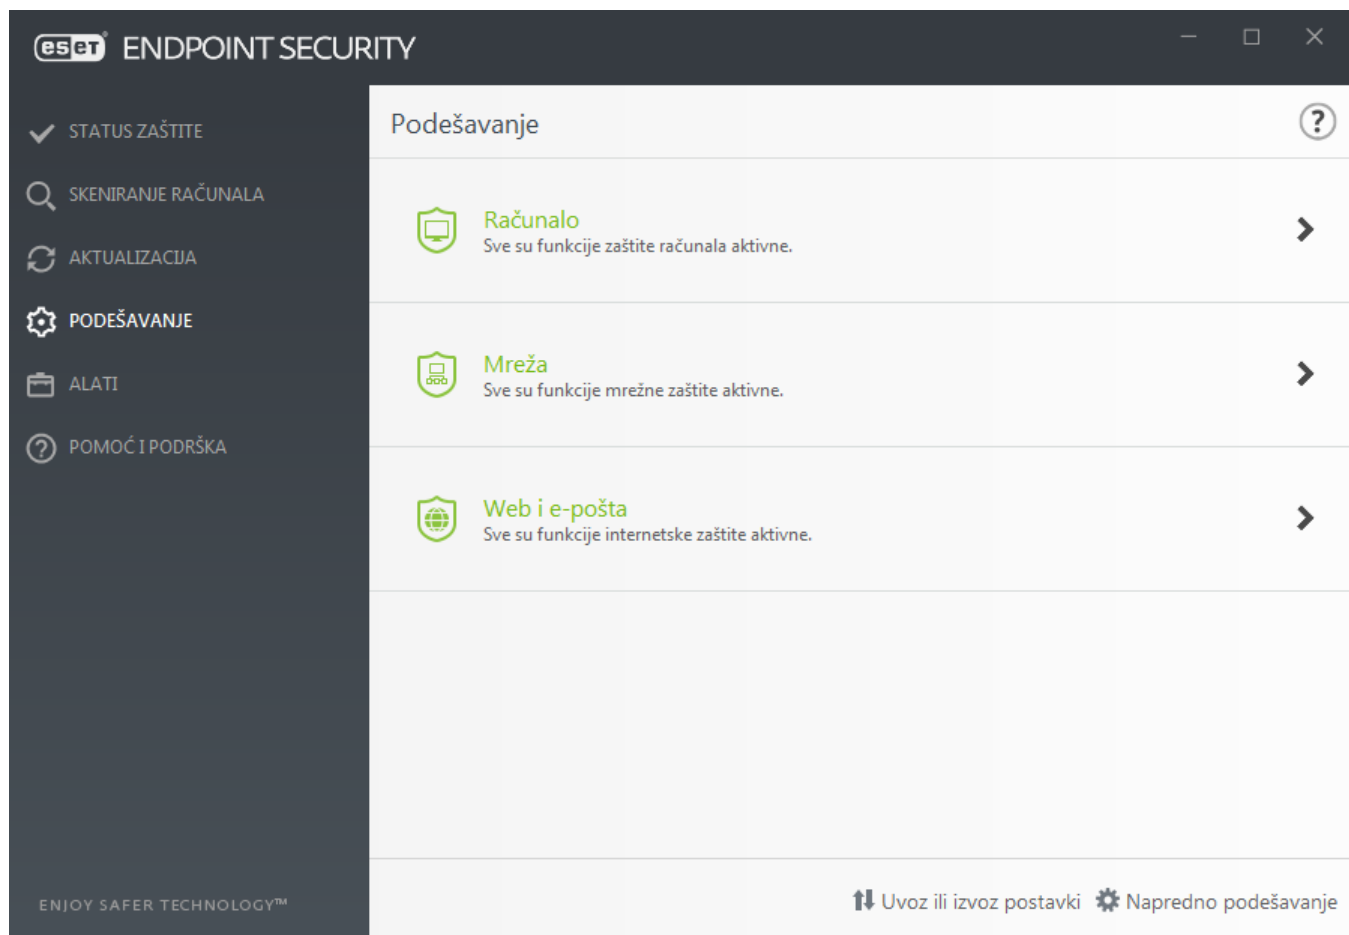 eset ENDPOINT SECURITY
STATUS ZAŠTITE
SKENIRANJE RAČUNALA
AKTUALIZACIJA
PODEŠAVANJE
ALATI
POMOĆ I PODRŠKA
ENJOY SAFER TECHNOLOGY™
Podešavanje
?
Računalo
Sve su funkcije zaštite računala aktivne.
Mreža
Sve su funkcije mrežne zaštite aktivne.
Web i e-pošta
Sve su funkcije internetske zaštite aktivne.
Uvoz ili izvoz postavki Napredno podešavanje